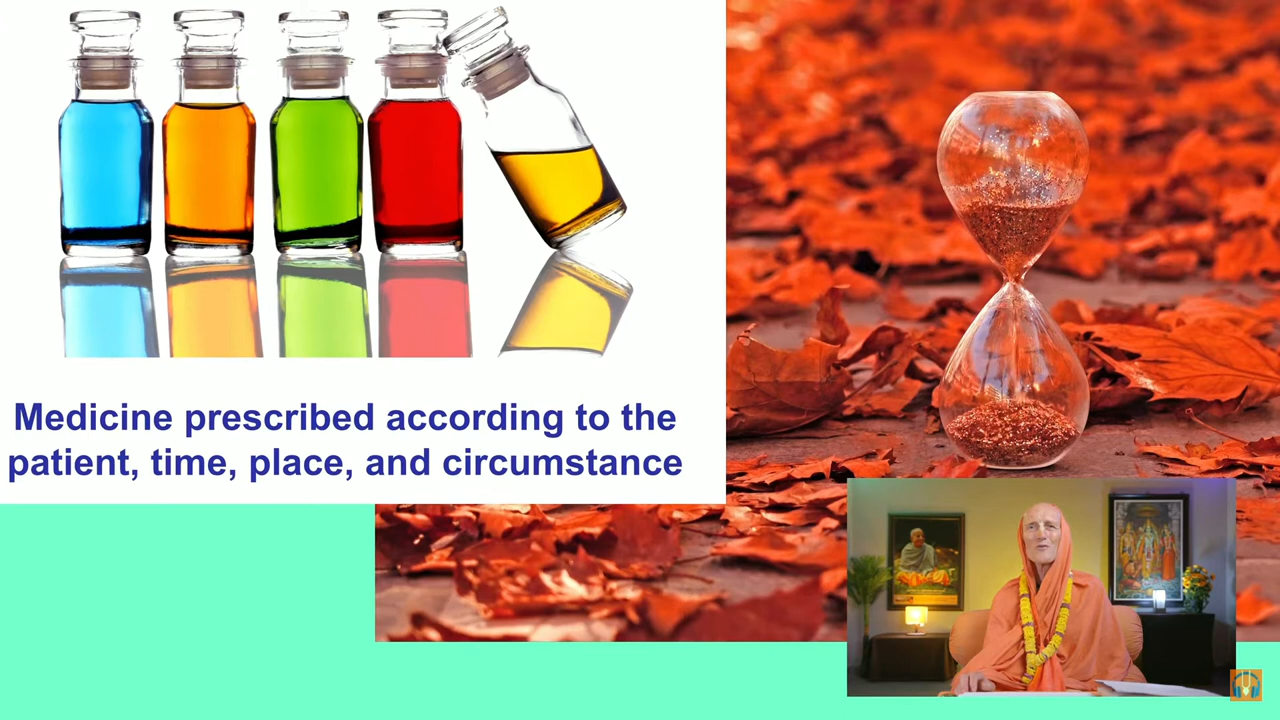 Medicine prescribed according to the
patient, time, place, and circumstance